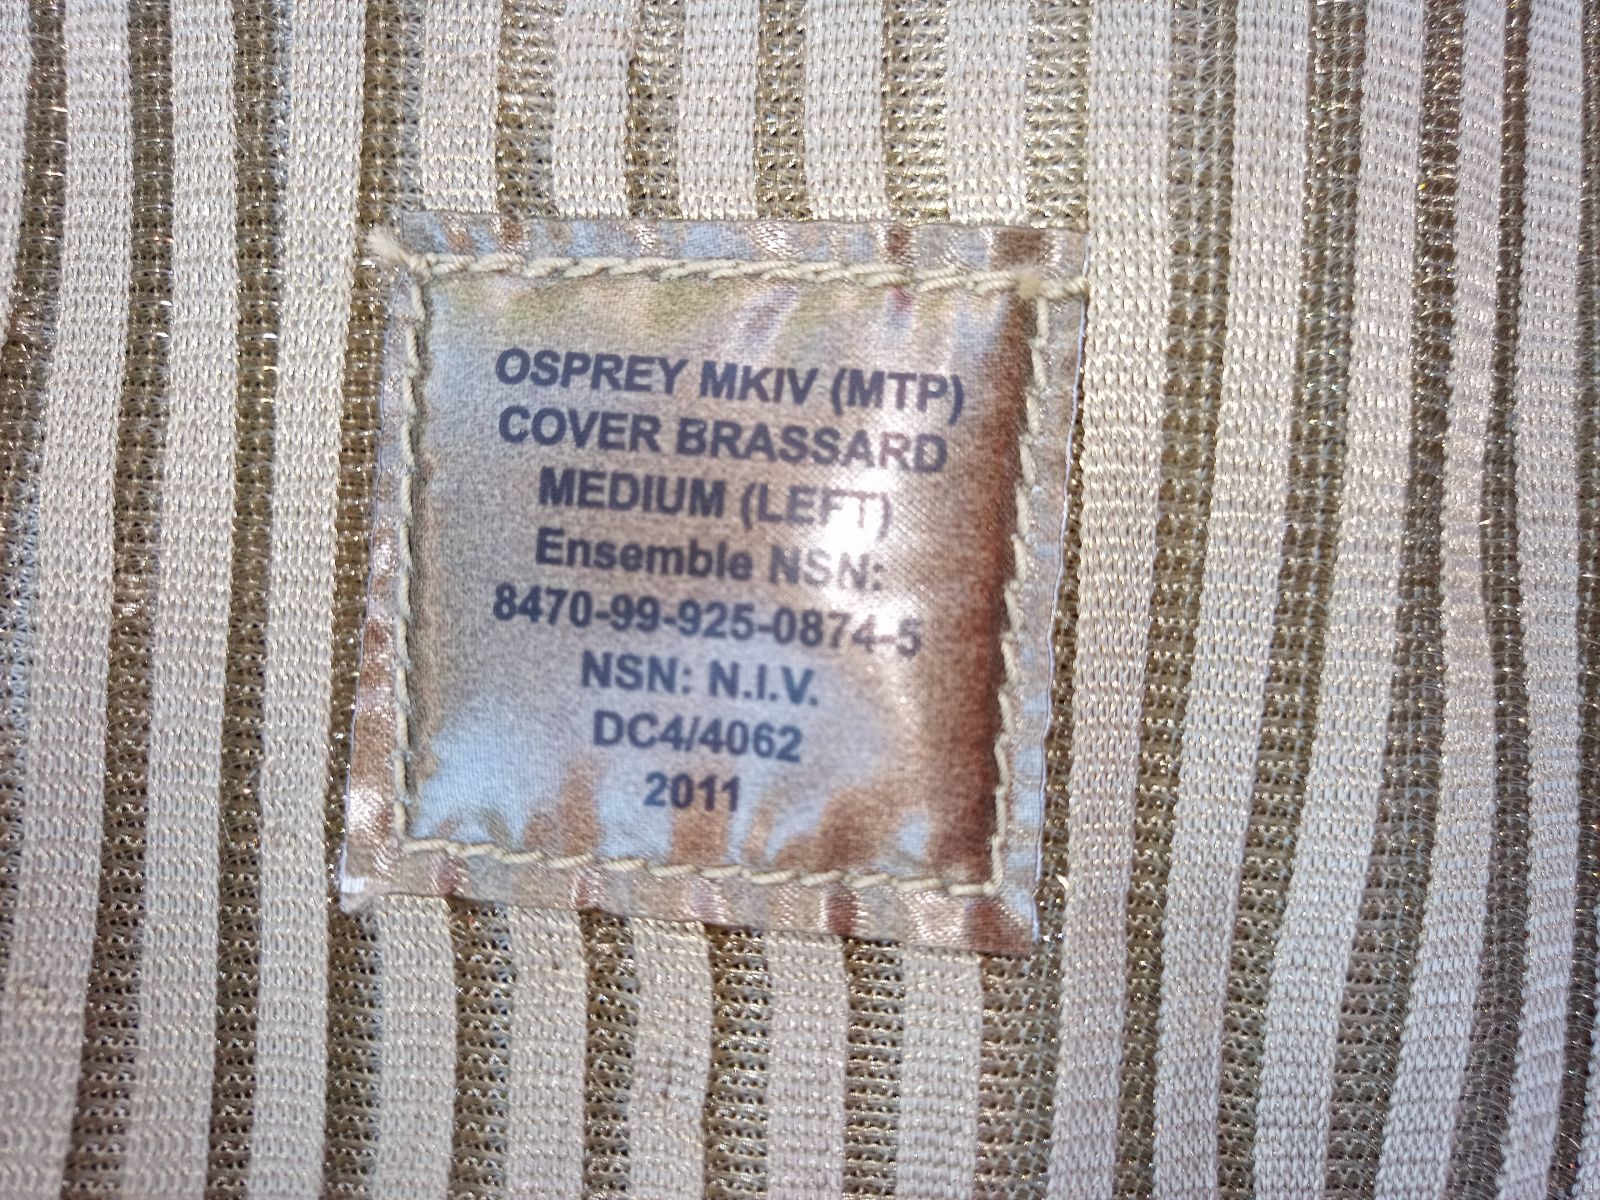 OSPREY MKIV (MTP)
COVER BRASSARD
MEDIUM (LEFT)
Ensemble NSN:
8470-99-925-0874-5
NSN: N.I.V.
DC4/4062
2011